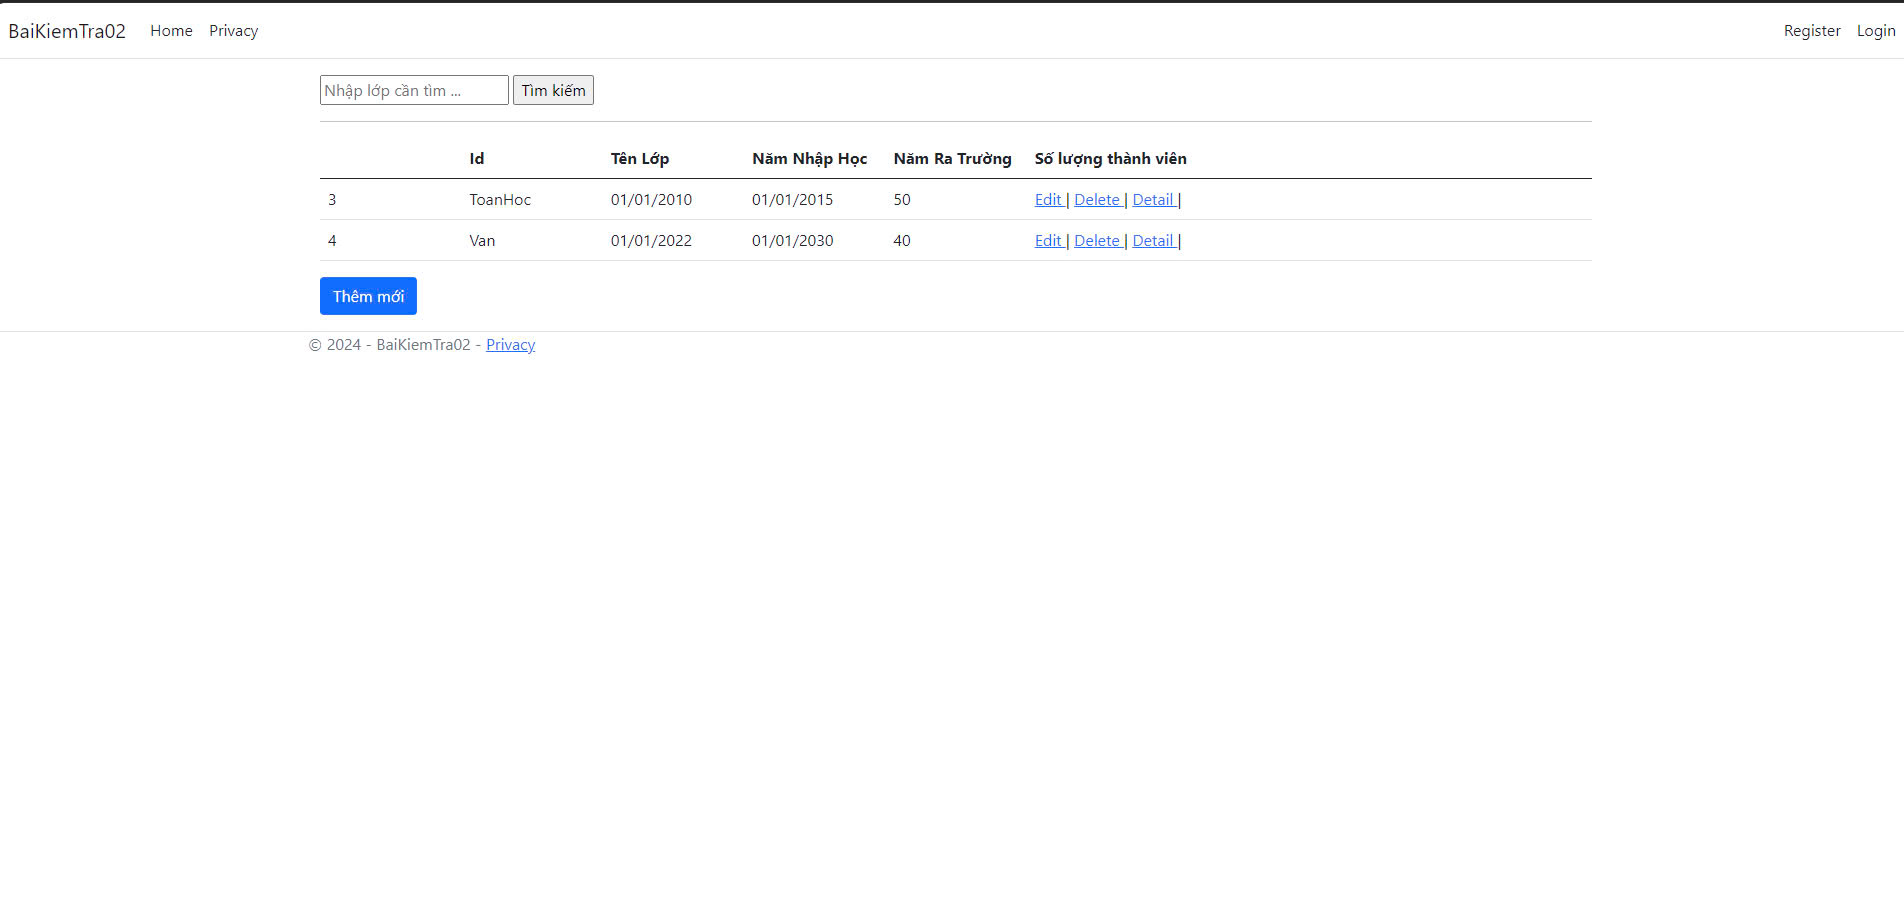 BaiKiemTra02 Home Privacy Register Login
Nhập lớp cần tìm ... Tìm kiếm
Id Tên Lớp Năm Nhập Học Năm Ra Trường Số lượng thành viên
3 ToanHoc 01/01/2010 01/01/2015 50 Edit | Delete | Detail |
4 Van 01/01/2022 01/01/2030 40 Edit | Delete | Detail |
Thêm mới
© 2024 - BaiKiemTra02 - Privacy